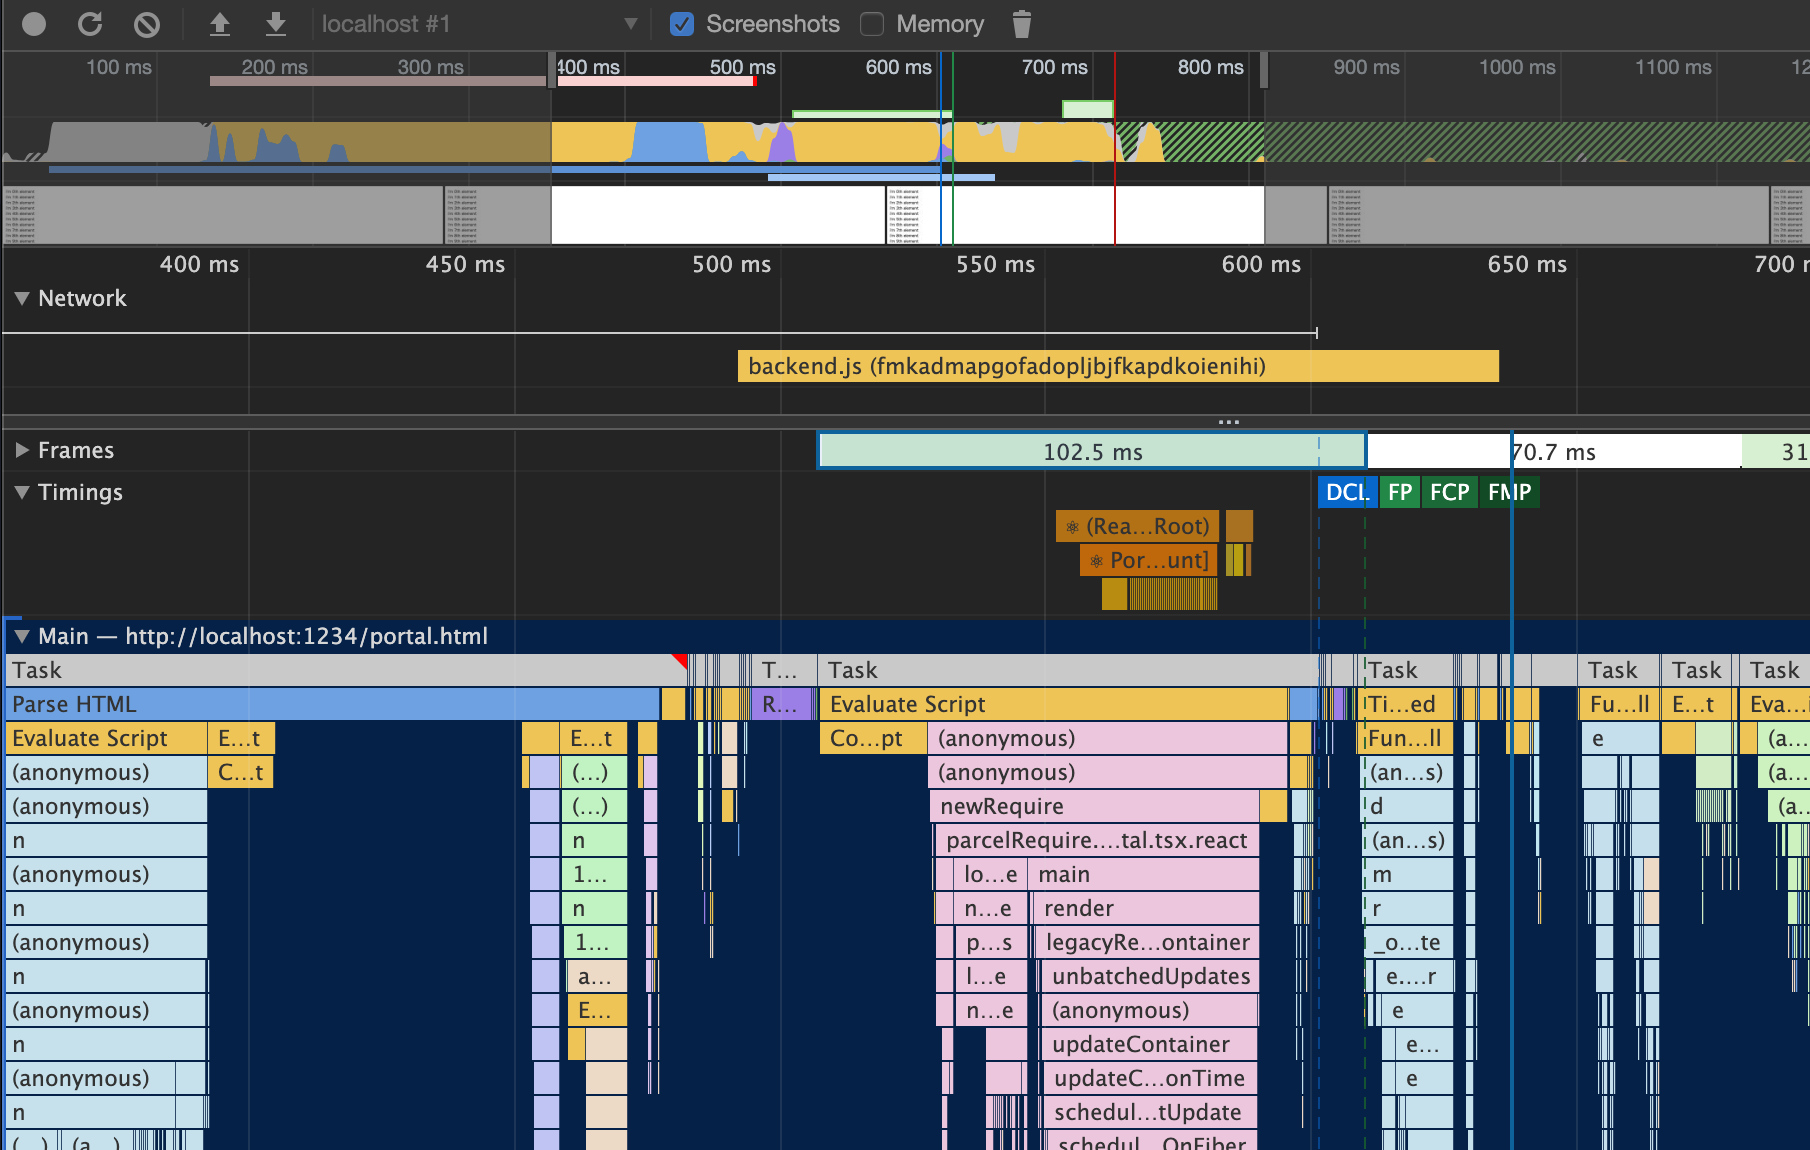 localhost #1 Screenshots Memory
100 ms 200 ms 300 ms 400 ms 500 ms 600 ms 700 ms 800 ms 900 ms 1000 ms 1100 ms 12
400 ms 450 ms 500 ms 550 ms 600 ms 650 ms 700 r
Network
backend.js (fmkadmapgofadopljbjfkapdkoienihi)
...
Frames 102.5 ms 70.7 ms 31
Timings DCL FP FCP FMP
⚛ (Rea…Root)
⚛ Por…unt]
Main — http://localhost:1234/portal.html
Task T… Task Task Task Task Task
Parse HTML R… Evaluate Script Ti…ed Fu…ll E…t Eva…
Evaluate Script E…t E…t Co…pt (anonymous) Fun…ll e (a…
(anonymous) C…t (…) (anonymous) (an…s) (a…
(anonymous) (…) newRequire d (a…
n n parcelRequire.…tal.tsx.react (an…s)
(anonymous) 1… lo…e main m
n n n…e render r
(anonymous) 1… p…s legacyRe…ontainer _o…te
n a… l…e unbatchedUpdates e.…r
(anonymous) E… n…e (anonymous) e
n updateContainer e…
(anonymous) updateC…onTime e
n schedul…tUpdate
(…) (a…) schedul…OnFiber